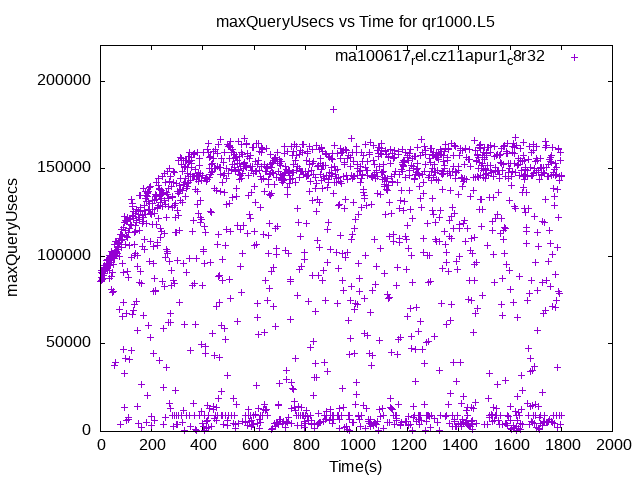 maxQueryUsecs vs Time for qr1000.L5
ma100617_rel.cz11apur1_c8r32
200000
150000
100000
50000
0
maxQueryUsecs
0 200 400 600 800 1000 1200 1400 1600 1800 2000
Time(s)